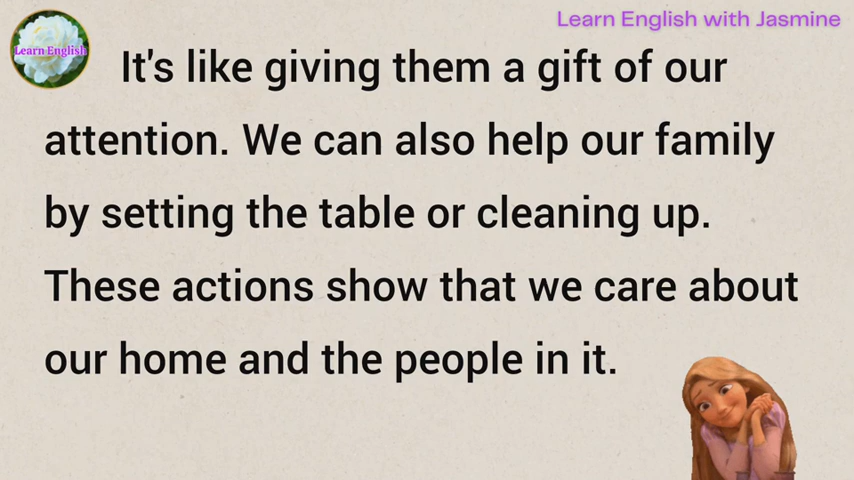 Learn English with Jasmine
Learn English
It's like giving them a gift of our
attention. We can also help our family
by setting the table or cleaning up.
These actions show that we care about
our home and the people in it.